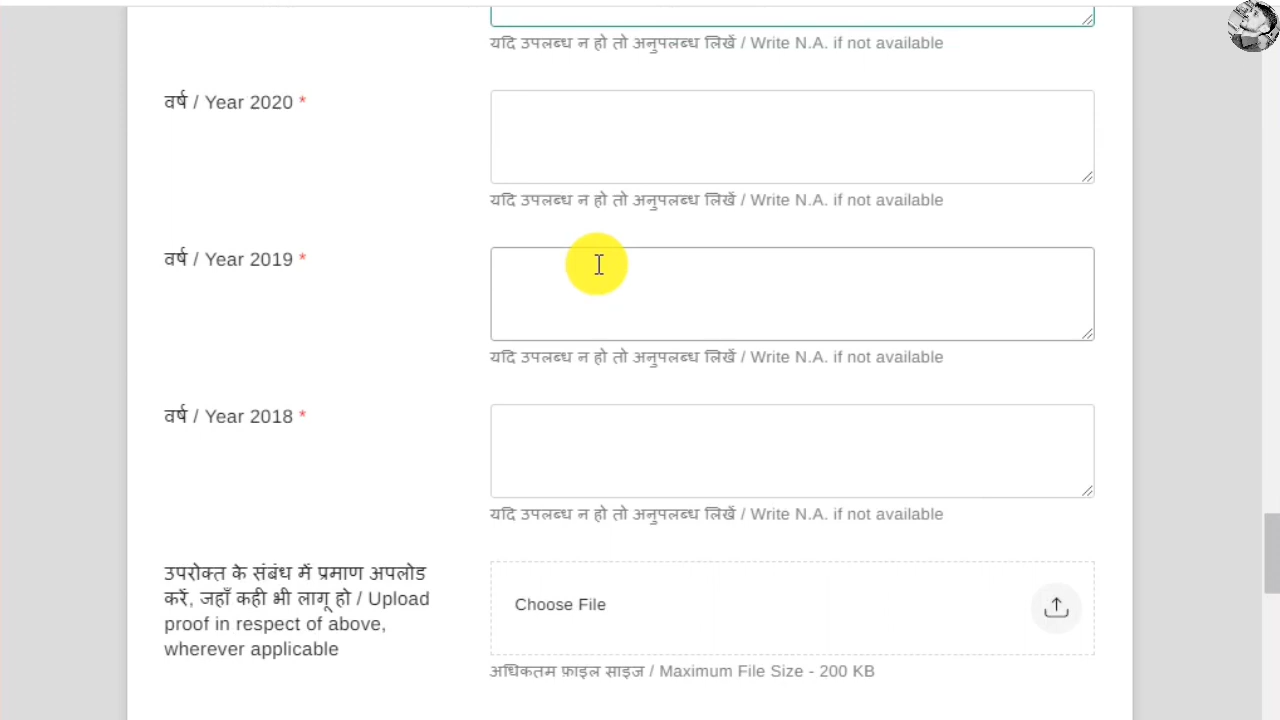 यदि उपलब्ध न हो तो अनुपलब्ध लिखें / Write N.A. if not available
वर्ष / Year 2020 *
यदि उपलब्ध न हो तो अनुपलब्ध लिखें / Write N.A. if not available
वर्ष / Year 2019 *
यदि उपलब्ध न हो तो अनुपलब्ध लिखें / Write N.A. if not available
वर्ष / Year 2018 *
यदि उपलब्ध न हो तो अनुपलब्ध लिखें / Write N.A. if not available
उपरोक्त के संबंध में प्रमाण अपलोड
करें, जहाँ कही भी लागू हो / Upload
proof in respect of above,
wherever applicable
Choose File
अधिकतम फ़ाइल साइज / Maximum File Size - 200 KB